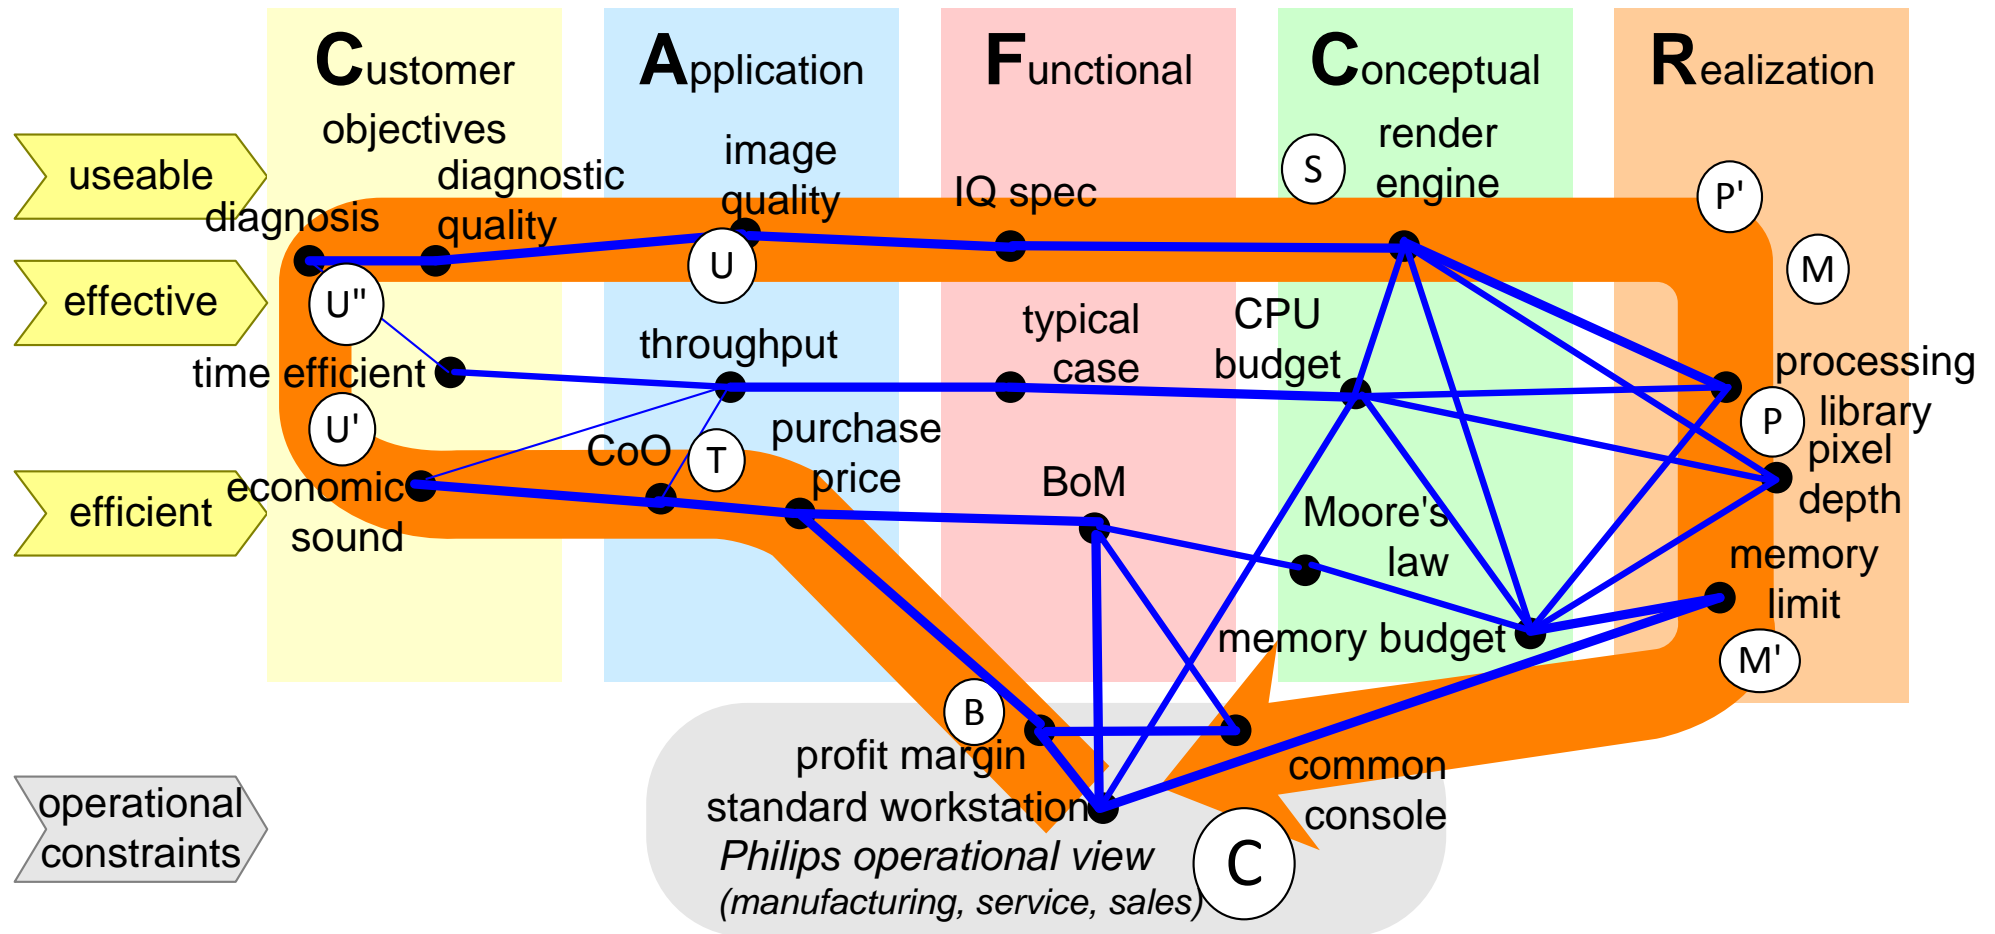 Customer
objectives
Application
Functional
Conceptual
Realization
useable
effective
efficient
operational
constraints
diagnosis
diagnostic
quality
image
quality
IQ spec
render
engine
S
P'
M
U
U"
time efficient
throughput
typical
case
CPU
budget
processing
library
P
pixel
depth
U'
economic
sound
CoO
T
purchase
price
BoM
Moore's
law
memory
limit
memory budget
M'
B
profit margin
standard workstation
common
console
C
Philips operational view
(manufacturing, service, sales)